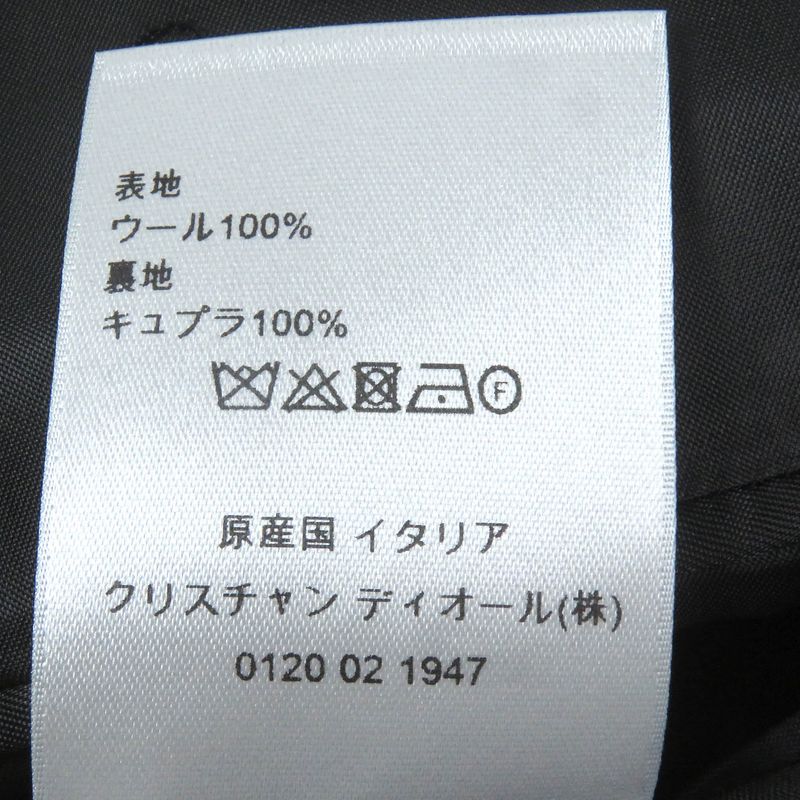 表地
ウール100%
裏地
キュプラ100%
F
原産国 イタリア
クリスチャン ディオール(株)
0120 02 1947